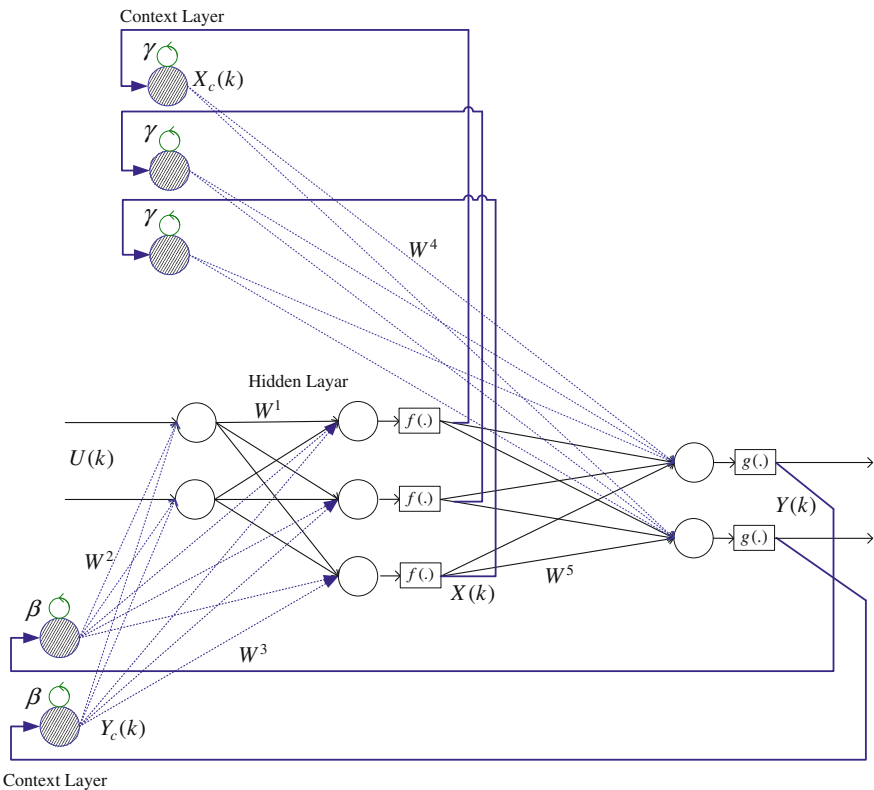 Context Layer
γ
X_c(k)
γ
γ
W^4
Hidden Layar
W^1
f(.)
U(k)
g(.)
f(.)
Y(k)
g(.)
W^2
f(.)
X(k)
W^5
β
W^3
β
Y_c(k)
Context Layer